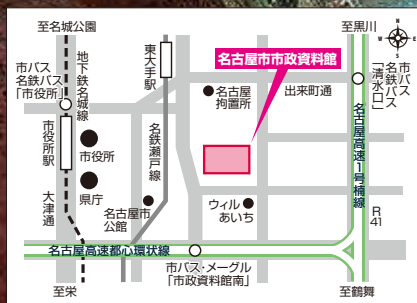 至名城公園
至黒川
N
W
E
S
市バス
名鉄バス
「市役所」
地下鉄名城線
東大手駅
名古屋市市政資料館
名古屋
拘置所
出来町通
市バス
名鉄バス
「清水口」
市役所駅
市役所
名鉄瀬戸線
名古屋高速1号楠線
県庁
大津通
名古屋市
公館
ウィル
あいち
R
41
名古屋高速都心環状線
市バス・メーグル
「市政資料館南」
至栄
至鶴舞